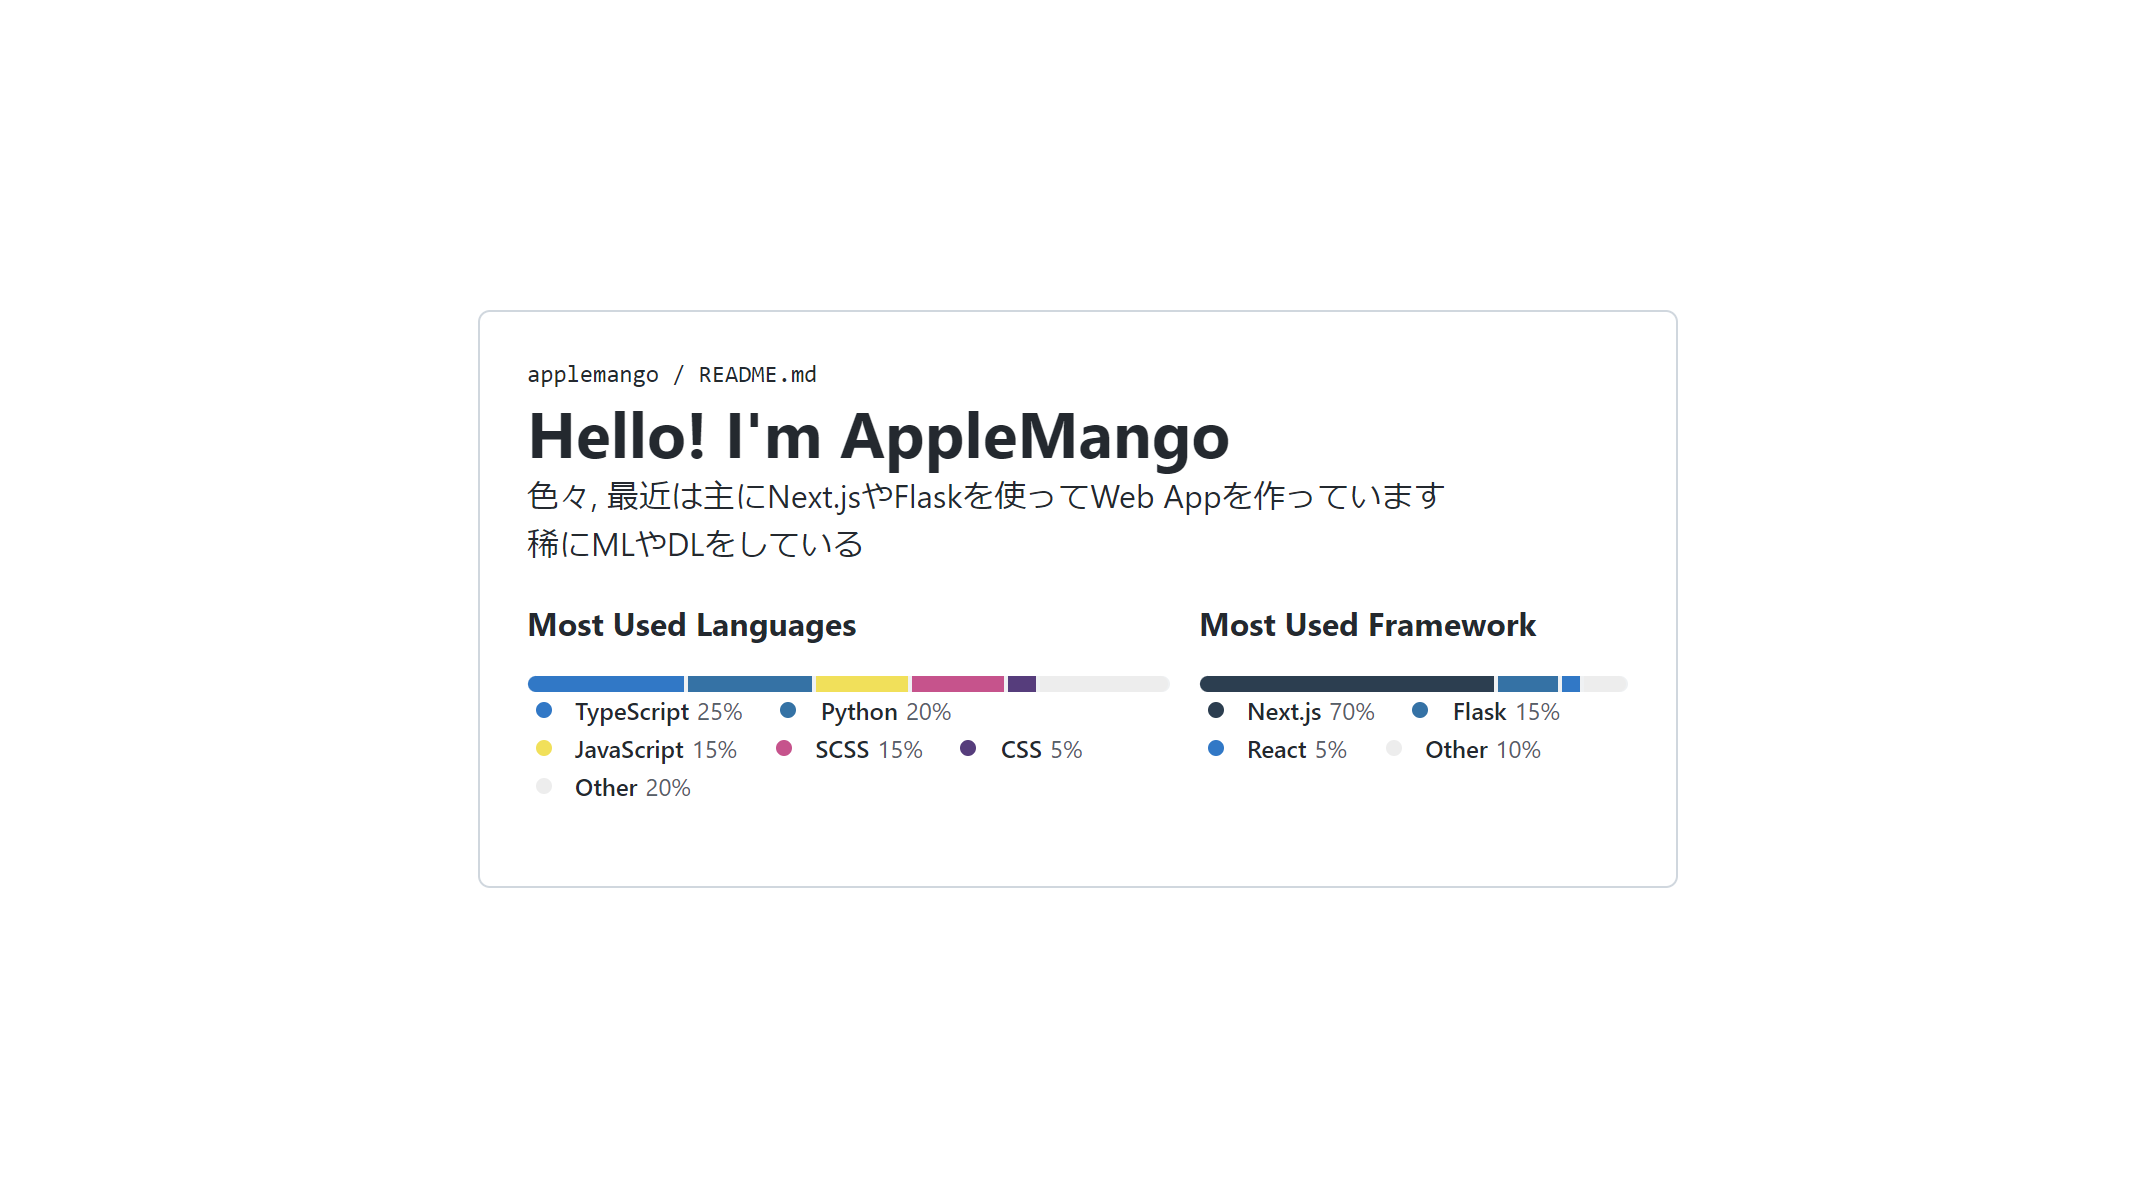 applemango / README.md
Hello! I'm AppleMango
色々, 最近は主にNext.jsやFlaskを使ってWeb Appを作っています
稀にMLやDLをしている
Most Used Languages
TypeScript 25% Python 20%
JavaScript 15% SCSS 15% CSS 5%
Other 20%
Most Used Framework
Next.js 70% Flask 15%
React 5% Other 10%